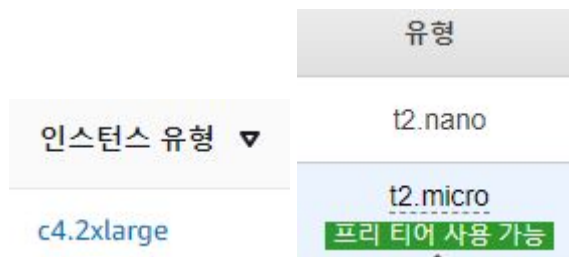 인스턴스 유형
c4.2xlarge
유형
t2.nano
t2.micro
프리 티어 사용 가능